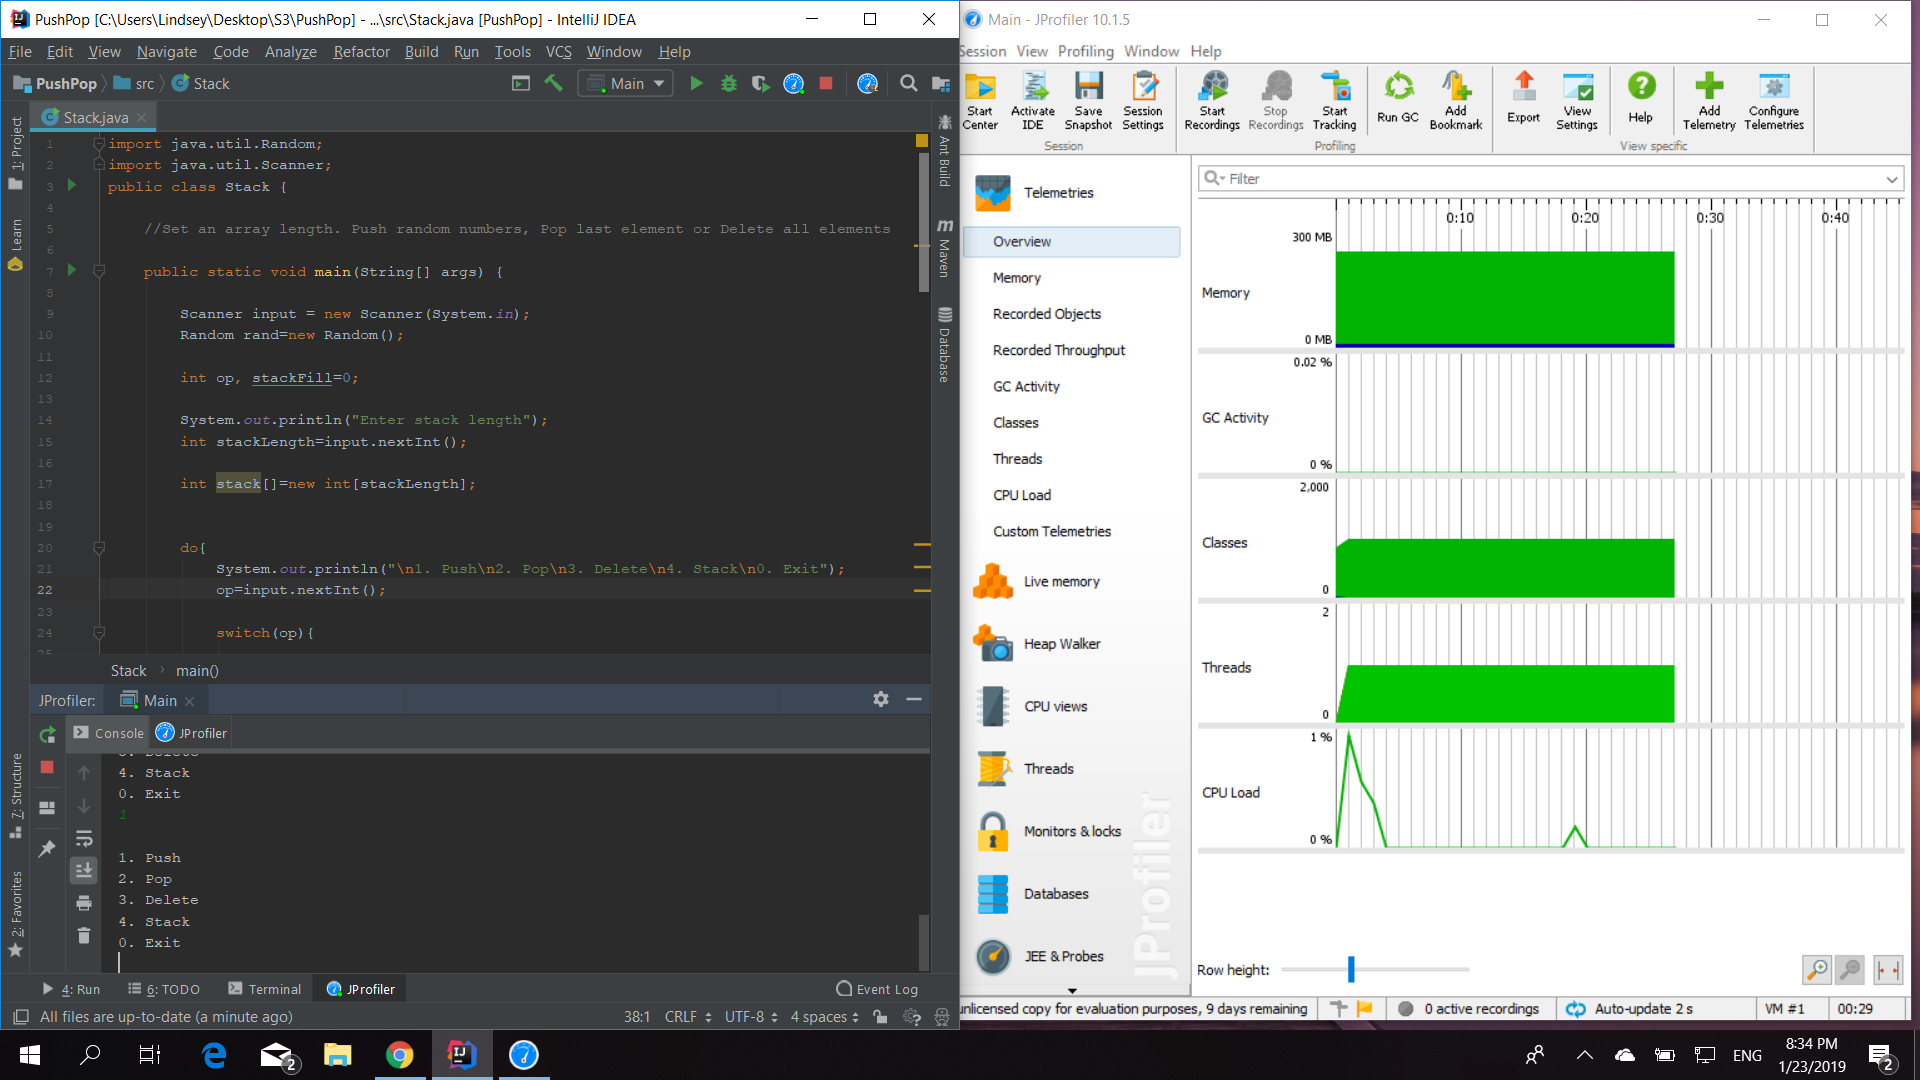 PushPop [C:\Users\Lindsey\Desktop\S3\PushPop] - ...\src\Stack.java [PushPop] - IntelliJ IDEA
File Edit View Navigate Code Analyze Refactor Build Run Tools VCS Window Help
PushPop src Stack Main
Stack.java
1 import java.util.Random;
2 import java.util.Scanner;
3 public class Stack {
4
5 //Set an array length. Push random numbers, Pop last element or Delete all elements
6
7 public static void main(String[] args) {
8
9 Scanner input = new Scanner(System.in);
10 Random rand=new Random();
11
12 int op, stackFill=0;
13
14 System.out.println("Enter stack length");
15 int stackLength=input.nextInt();
16
17 int stack[]=new int[stackLength];
18
19
20 do{
21 System.out.println("\n1. Push\n2. Pop\n3. Delete\n4. Stack\n0. Exit");
22 op=input.nextInt();
23
24 switch(op){
25
1: Project
Learn
7: Structure
2: Favorites
Ant Build
Maven
Database
Stack main()
JProfiler: Main
Console JProfiler
3. Delete
4. Stack
0. Exit
1
1. Push
2. Pop
3. Delete
4. Stack
0. Exit
4: Run 6: TODO Terminal JProfiler Event Log
All files are up-to-date (a minute ago) 38:1 CRLF UTF-8 4 spaces
Main - JProfiler 10.1.5
Session View Profiling Window Help
Start Center
Activate IDE
Save Snapshot
Session Settings
Start Recordings
Stop Recordings
Start Tracking
Run GC
Add Bookmark
Export
View Settings
Help
Add Telemetry
Configure Telemetries
Session Profiling View specific
Telemetries
Overview
Memory
Recorded Objects
Recorded Throughput
GC Activity
Classes
Threads
CPU Load
Custom Telemetries
Live memory
Heap Walker
CPU views
Threads
Monitors & locks
Databases
JEE & Probes
JProfiler
Filter
0:10 0:20 0:30 0:40
300 MB
Memory
0 MB
0.02 %
GC Activity
0 %
2,000
Classes
0
2
Threads
0
1 %
CPU Load
0 %
Row height:
unlicensed copy for evaluation purposes, 9 days remaining 0 active recordings Auto-update 2 s VM #1 00:29
2 ENG 8:34 PM
1/23/2019 2